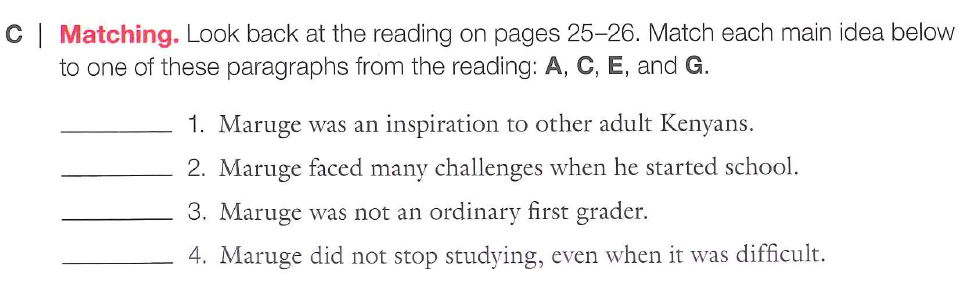 C | Matching. Look back at the reading on pages 25–26. Match each main idea below
to one of these paragraphs from the reading: A, C, E, and G.
________ 1. Maruge was an inspiration to other adult Kenyans.
________ 2. Maruge faced many challenges when he started school.
________ 3. Maruge was not an ordinary first grader.
________ 4. Maruge did not stop studying, even when it was difficult.